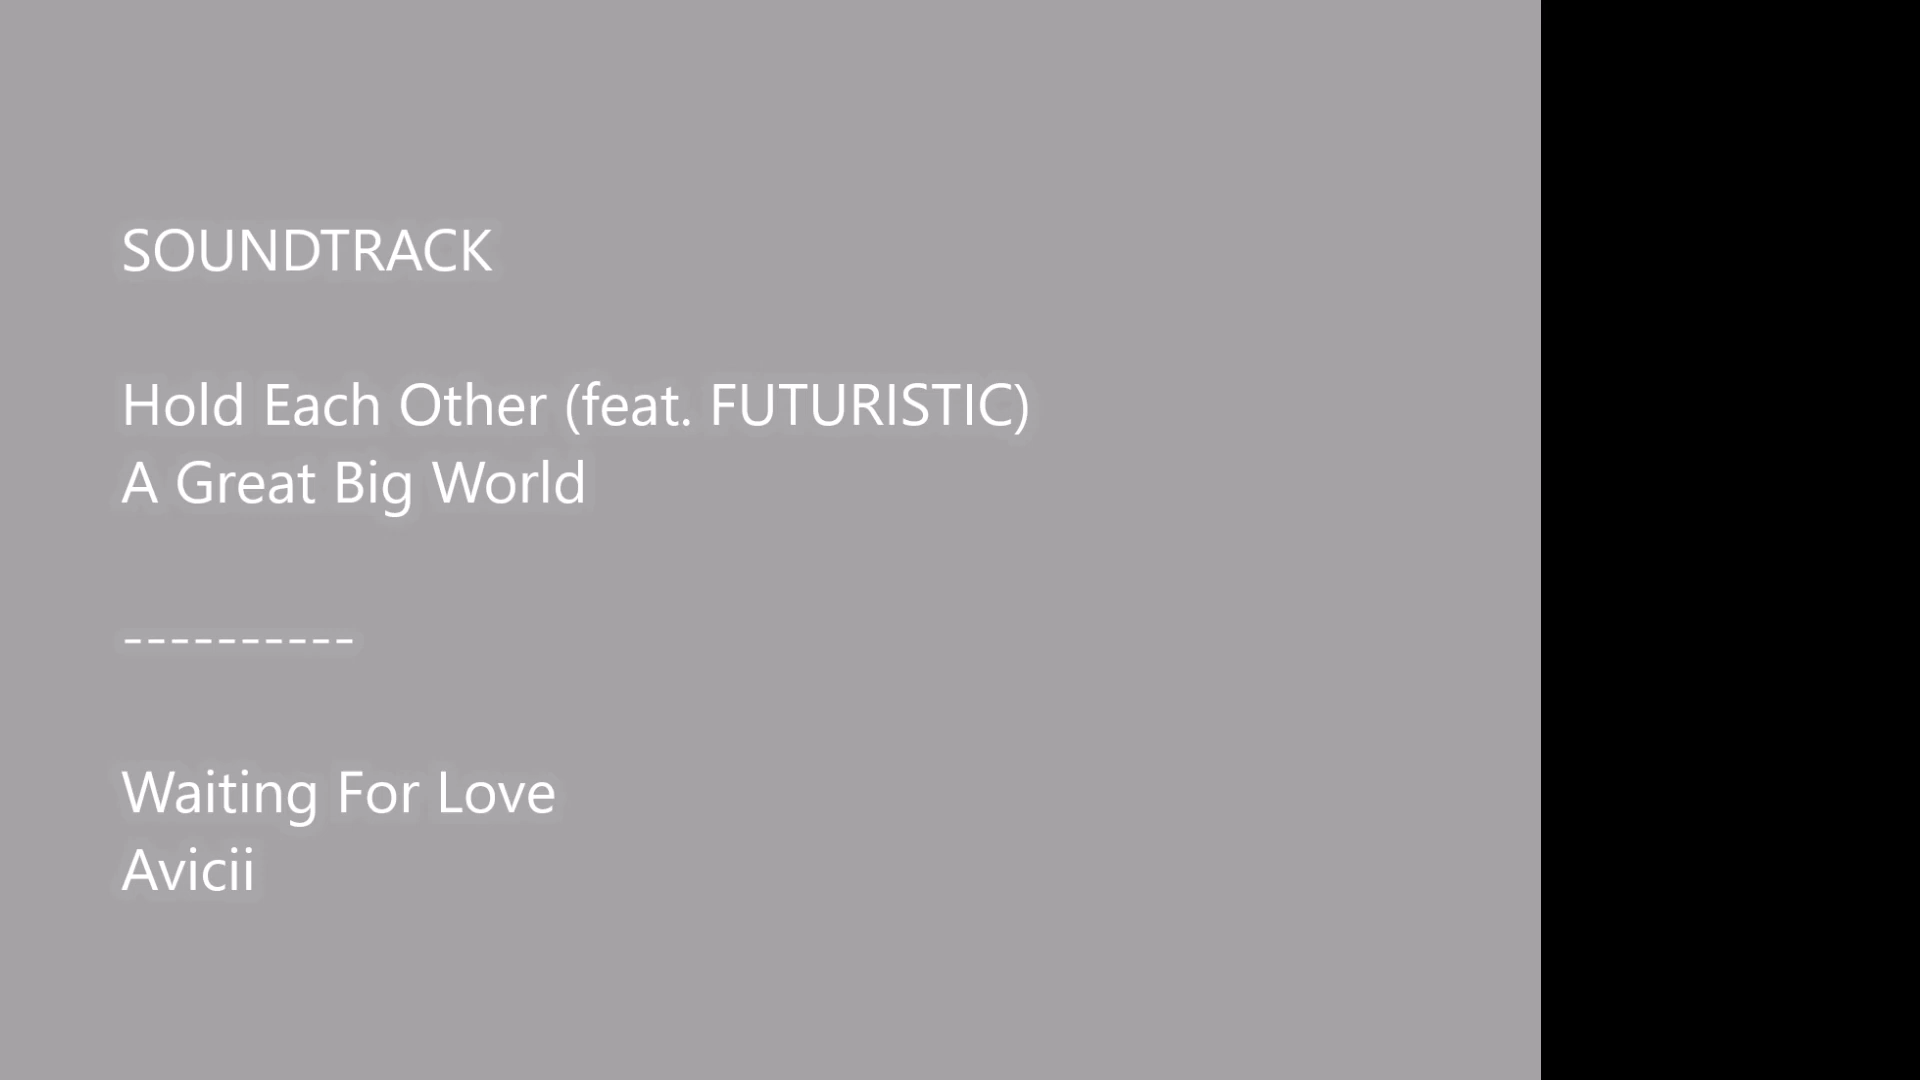 SOUNDTRACK
Hold Each Other (feat. FUTURISTIC)
A Great Big World
----------
Waiting For Love
Avicii